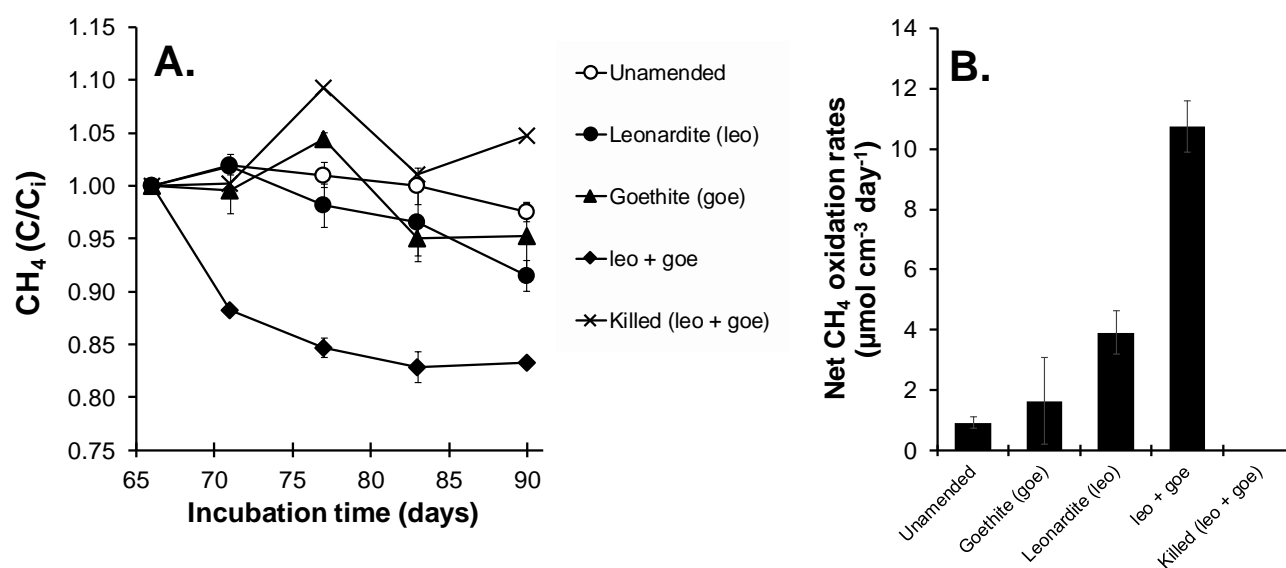 A.
CH₄ (C/Cᵢ)
1.15
1.10
1.05
1.00
0.95
0.90
0.85
0.80
0.75
65 70 75 80 85 90
Incubation time (days)
Unamended
Leonardite (leo)
Goethite (goe)
leo + goe
Killed (leo + goe)
B.
Net CH₄ oxidation rates
(µmol cm⁻³ day⁻¹)
14
12
10
8
6
4
2
0
Unamended
Goethite (goe)
Leonardite (leo)
leo + goe
Killed (leo + goe)